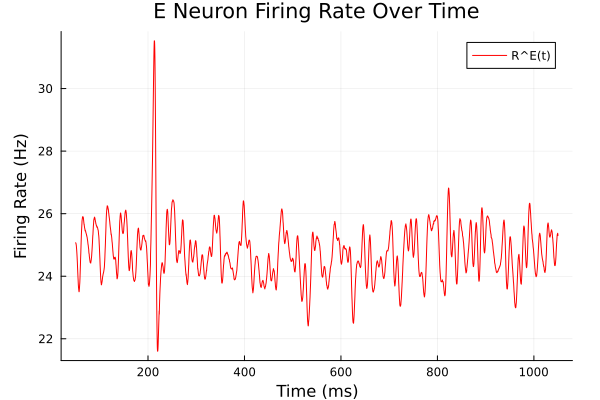 E Neuron Firing Rate Over Time
R^E(t)
Firing Rate (Hz)
30
28
26
24
22
200 400 600 800 1000
Time (ms)